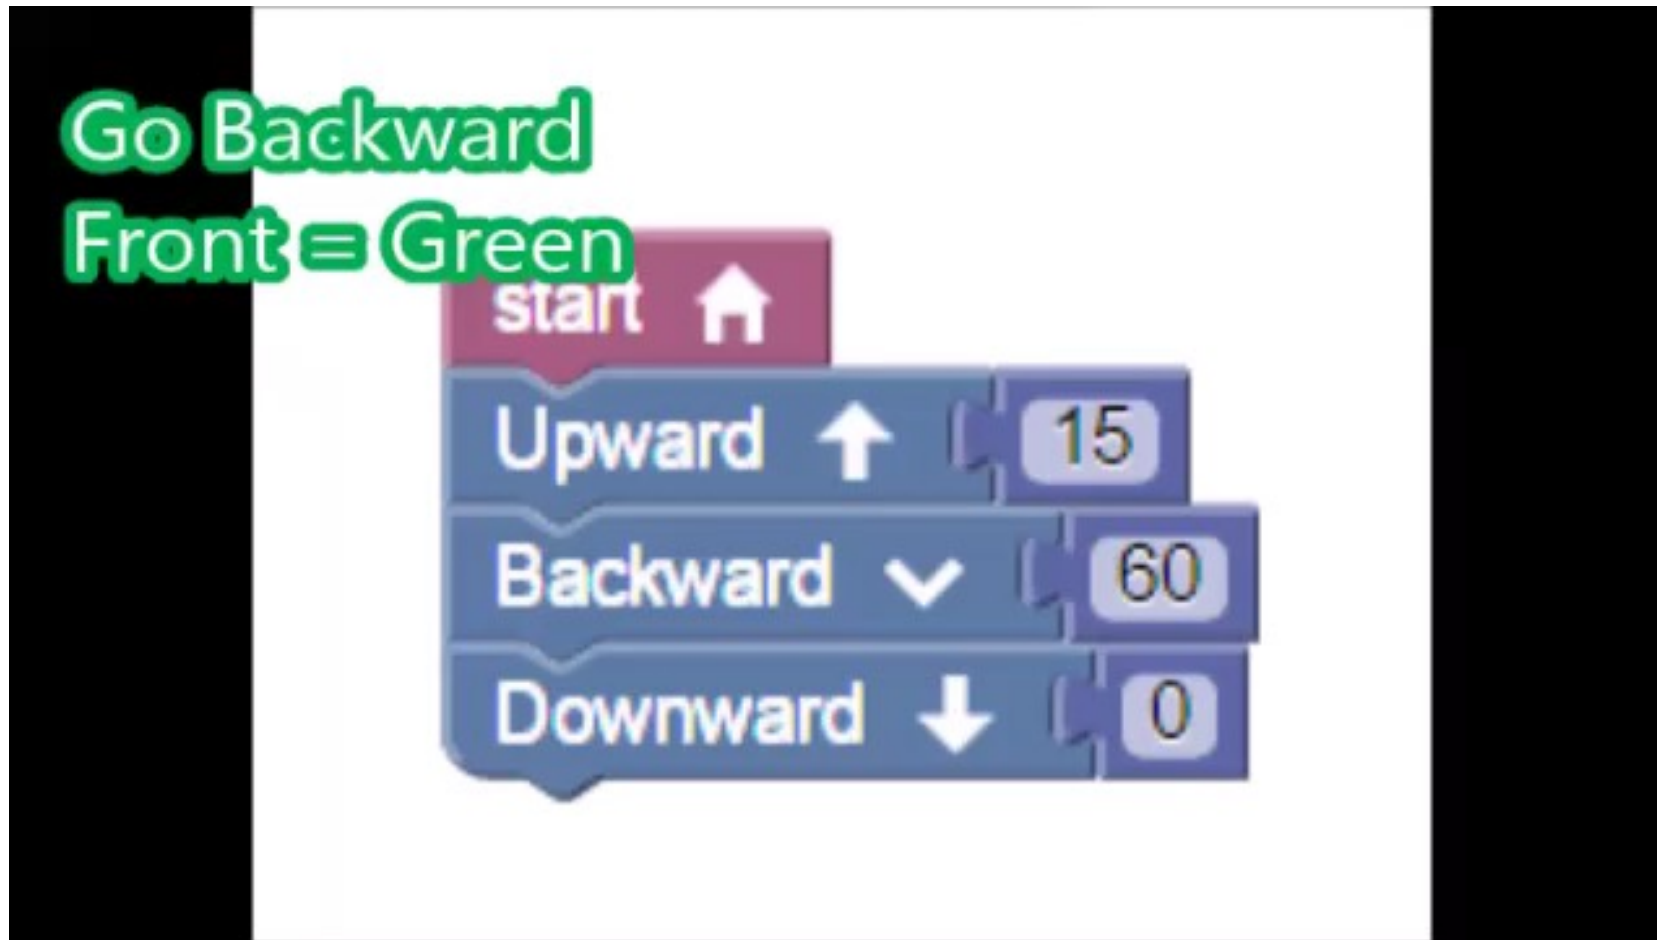 Go Backward
Front = Green
start
Upward 15
Backward 60
Downward 0